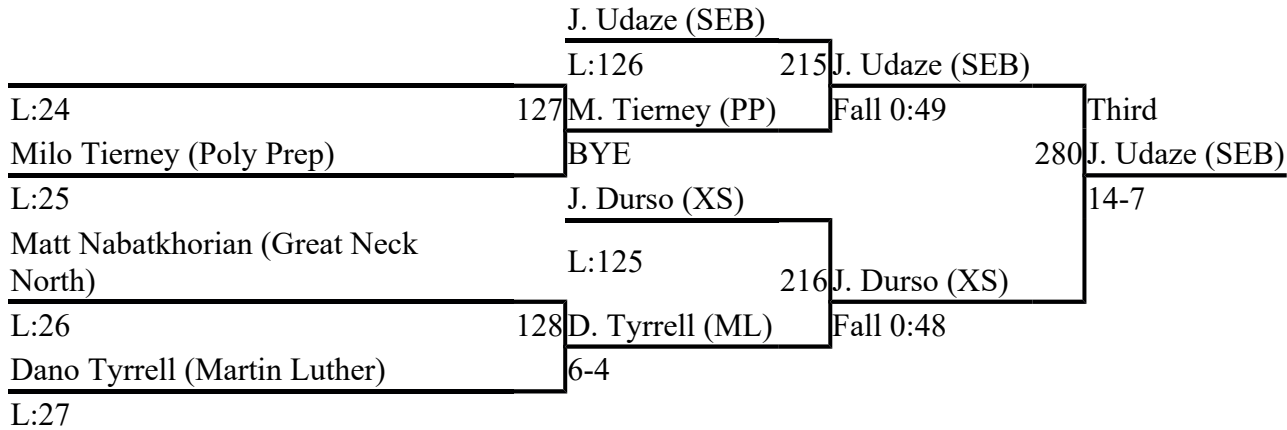 J. Udaze (SEB)
L:126
215
J. Udaze (SEB)
L:24
127
M. Tierney (PP)
Fall 0:49
Third
Milo Tierney (Poly Prep)
BYE
280
J. Udaze (SEB)
L:25
J. Durso (XS)
14-7
Matt Nabatkhorian (Great Neck
North)
L:125
216
J. Durso (XS)
L:26
128
D. Tyrrell (ML)
Fall 0:48
Dano Tyrrell (Martin Luther)
6-4
L:27